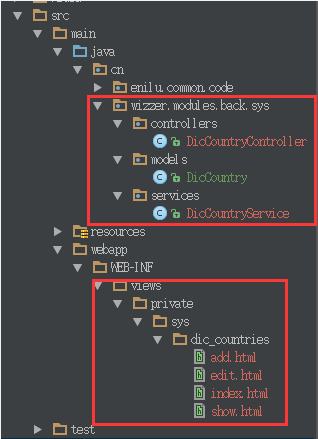 src
main
java
cn
enilu.common.code
wizzer.modules.back.sys
controllers
DicCountryController
models
DicCountry
services
DicCountryService
resources
webapp
WEB-INF
views
private
sys
dic_countries
add.html
edit.html
index.html
show.html
test